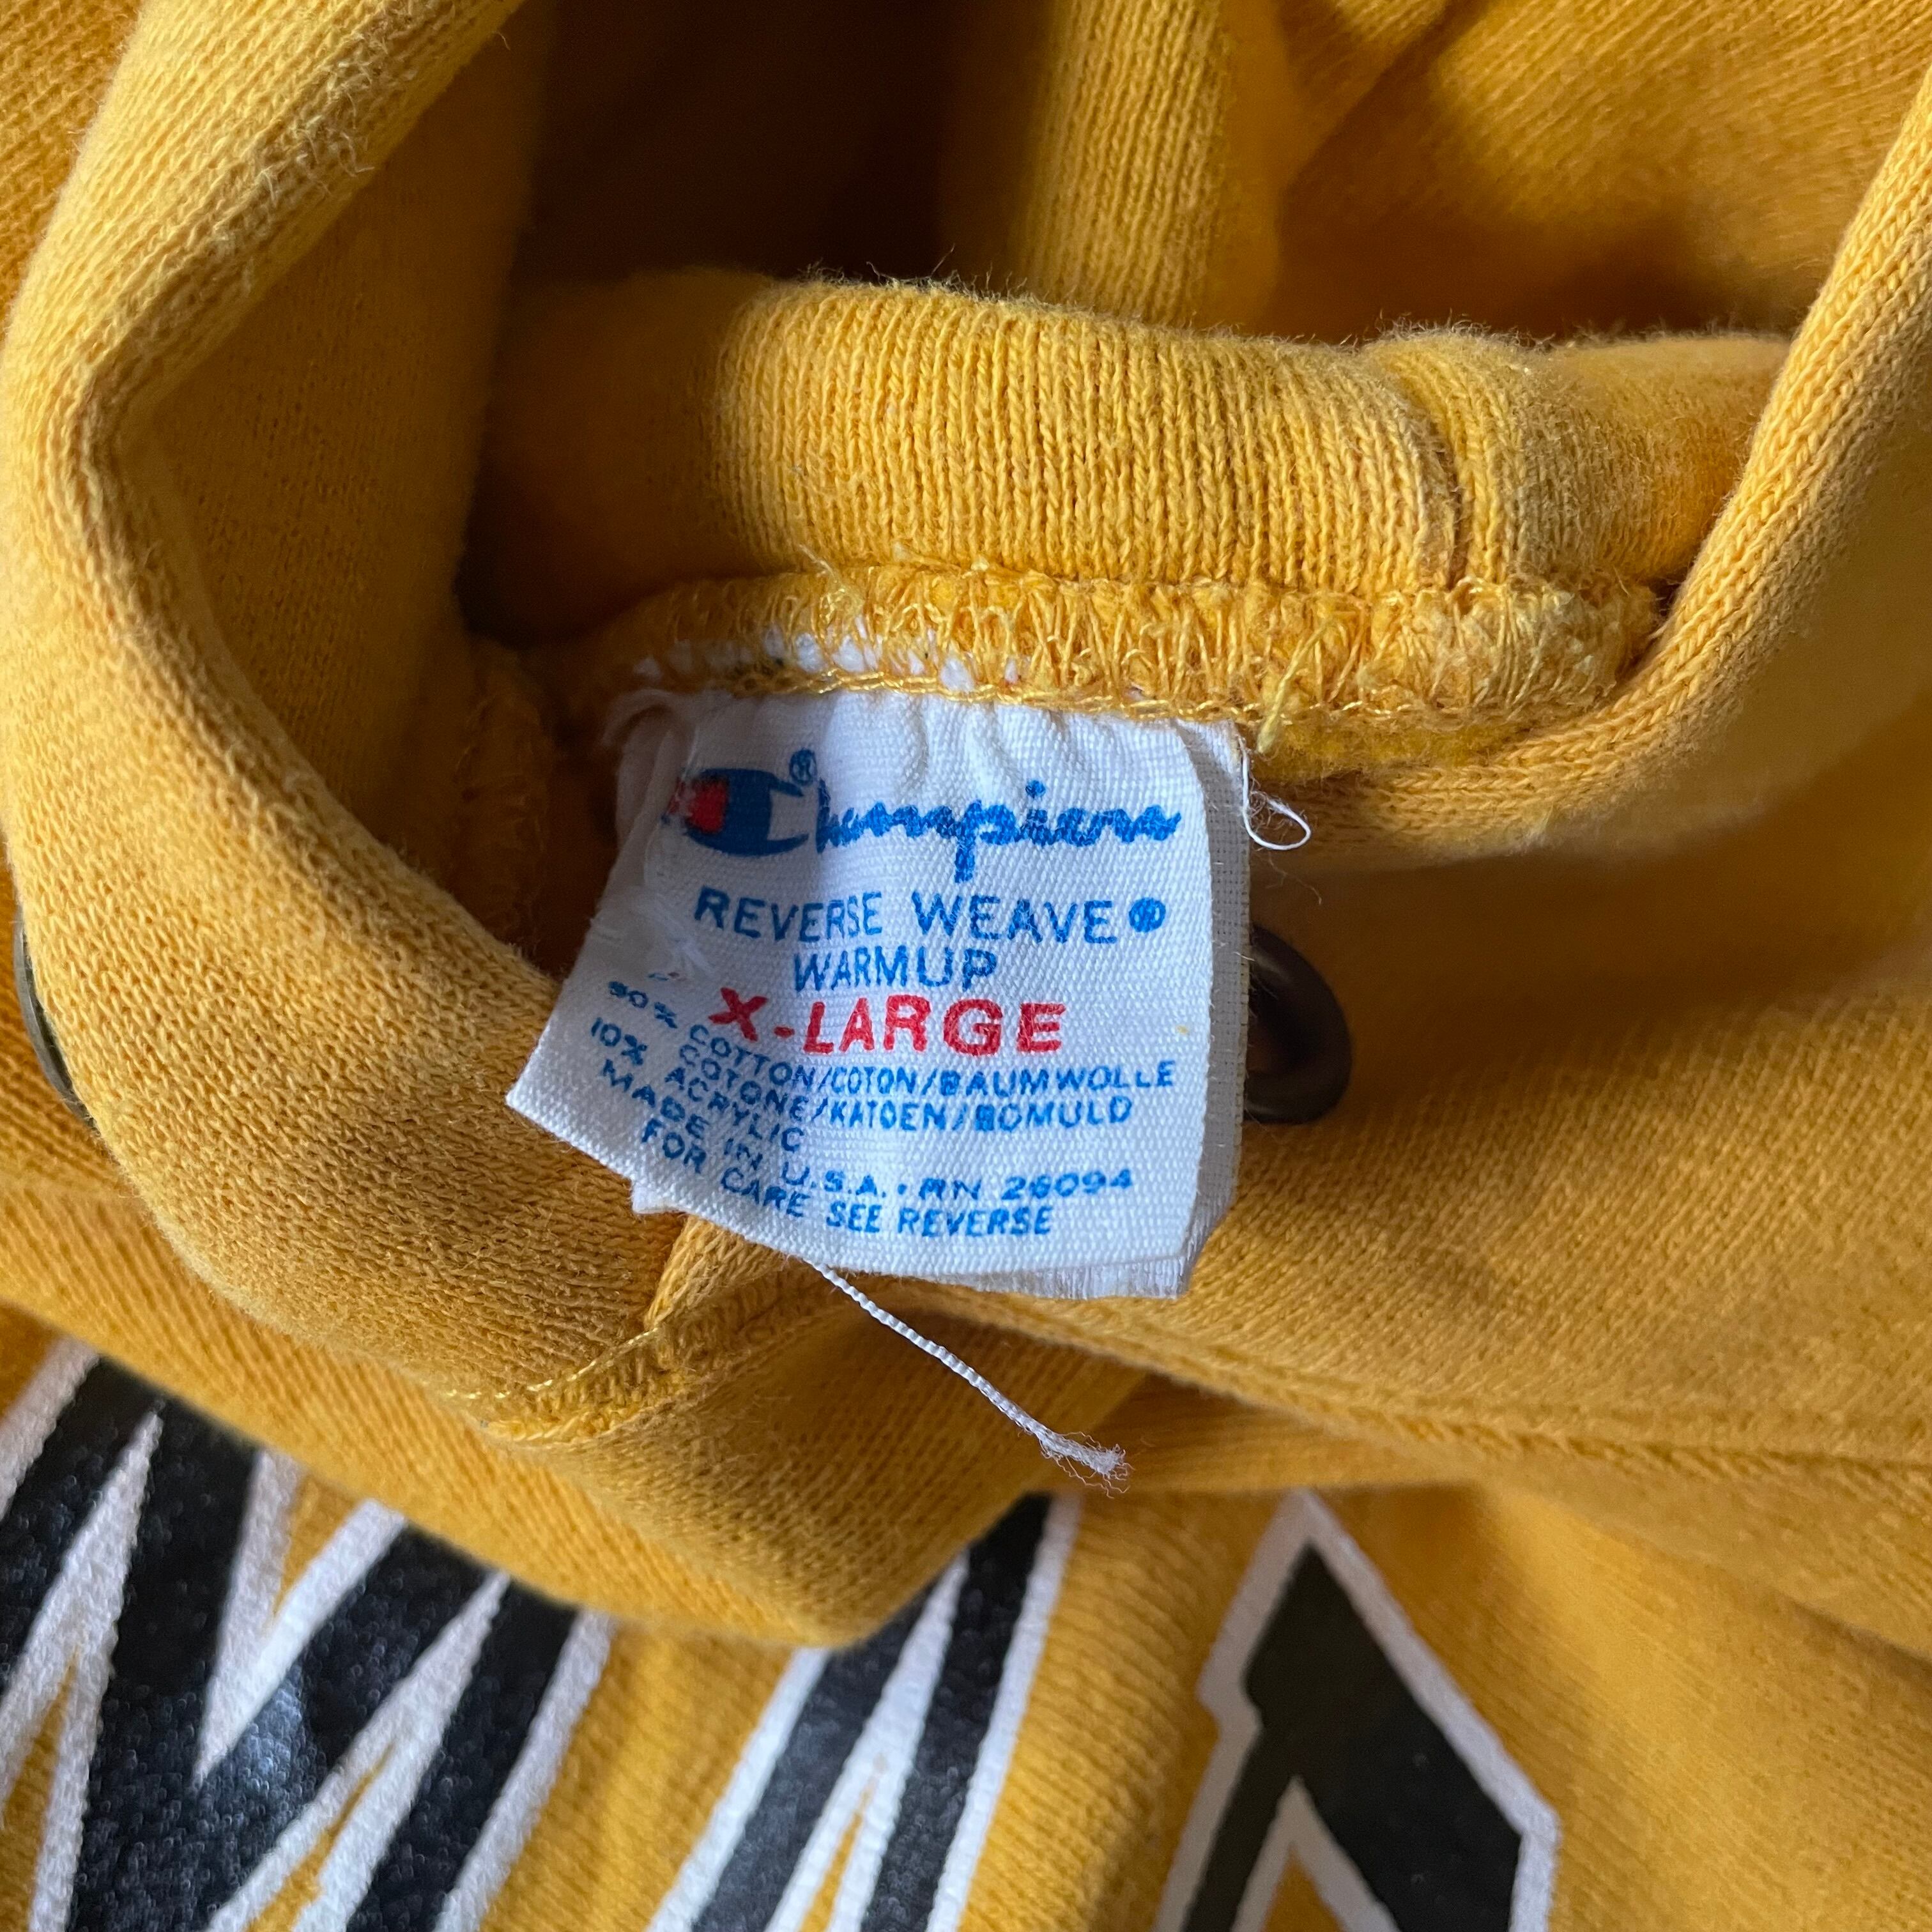 Champion®
REVERSE WEAVE®
WARMUP
X-LARGE
90% COTTON/COTON/BAUMWOLLE
COTONE/KATOEN/BOMULD
10% ACRYLIC
MADE IN U.S.A. • RN 26094
FOR CARE SEE REVERSE